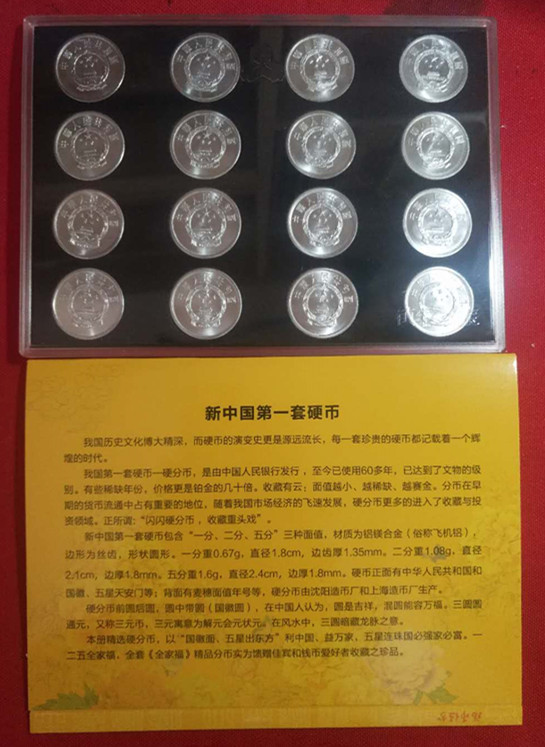 新中国第一套硬币
我国历史文化博大精深，而硬币的演变史更是源远流长，每一套珍贵的硬币都记载着一个辉
煌的时代。
我国第一套硬币一硬分币，是由中国人民银行发行，至今已使用60多年，已达到了文物的级
别。有些稀缺年份，价格更是铂金的几十倍。收藏有云：面值越小、越稀缺、越赛金。分币在早
期的货币流通中占有重要的地位，随着我国市场经济的飞速发展，硬分币更多的进入了收藏与投
资领域。正所谓：“闪闪硬分币，收藏重头戏”。
新中国第一套硬币包含“一分、二分、五分”三种面值，材质为铝镁合金（俗称飞机铝），
边形为丝齿，形状圆形。一分重0.67g，直径1.8cm，边齿厚1.35mm。二分重1.08g，直径
2.1cm，边厚1.8mm。五分重1.6g，直径2.4cm，边厚1.8mm。硬币正面有中华人民共和国和
国徽，五星天安门等；背面有麦穗面值年号等，硬分币由沈阳造币厂和上海造币厂生产。
硬分币前圆后圆，圆中带圆（国徽圆），在中国人认为，圆是吉祥，混圆能容万福，三圆圆
通元，又称三元币，三元寓意为解元会元状元。在风水中，三圆暗藏龙脉之意。
本册精选硬分币，以“国徽面、五星出东方”利中国、益万家，五星连珠国必强家必富。一
二五全家福，全套《全家福》精品分币实为馈赠佳宾和钱币爱好者收藏之珍品。